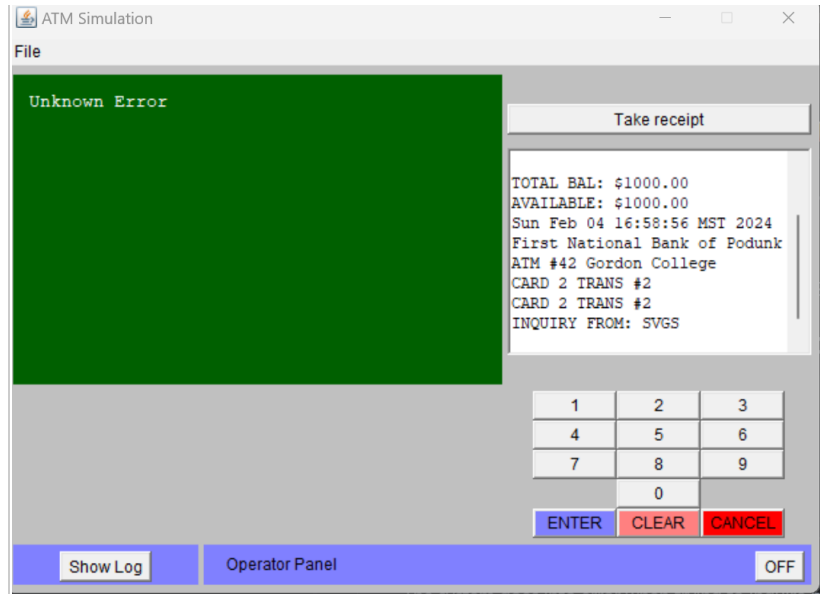 ATM Simulation
File
Unknown Error
Take receipt
TOTAL BAL: $1000.00
AVAILABLE: $1000.00
Sun Feb 04 16:58:56 MST 2024
First National Bank of Podunk
ATM #42 Gordon College
CARD 2 TRANS #2
CARD 2 TRANS #2
INQUIRY FROM: SVGS
1 2 3
4 5 6
7 8 9
0
ENTER CLEAR CANCEL
Show Log Operator Panel OFF